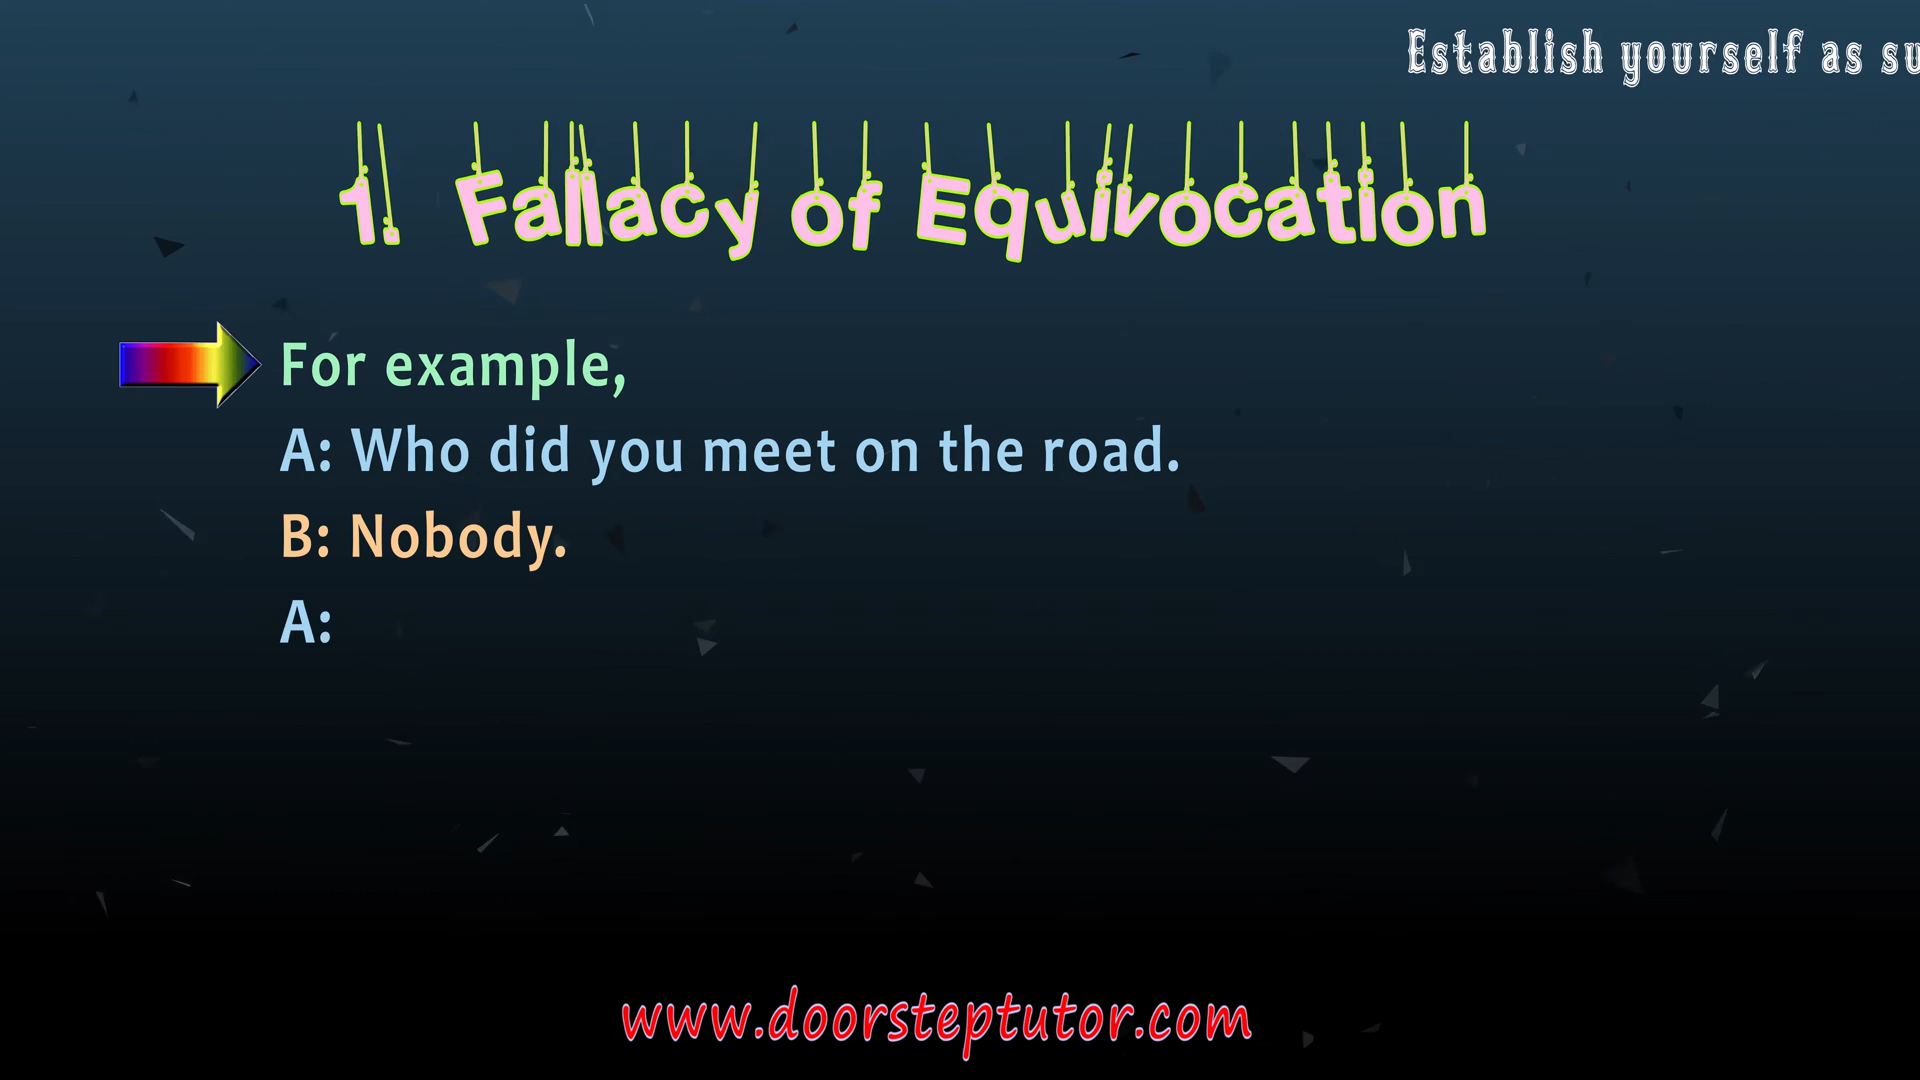 Establish yourself as su
1. Fallacy of Equivocation
For example,
A: Who did you meet on the road.
B: Nobody.
A:
www.doorsteptutor.com